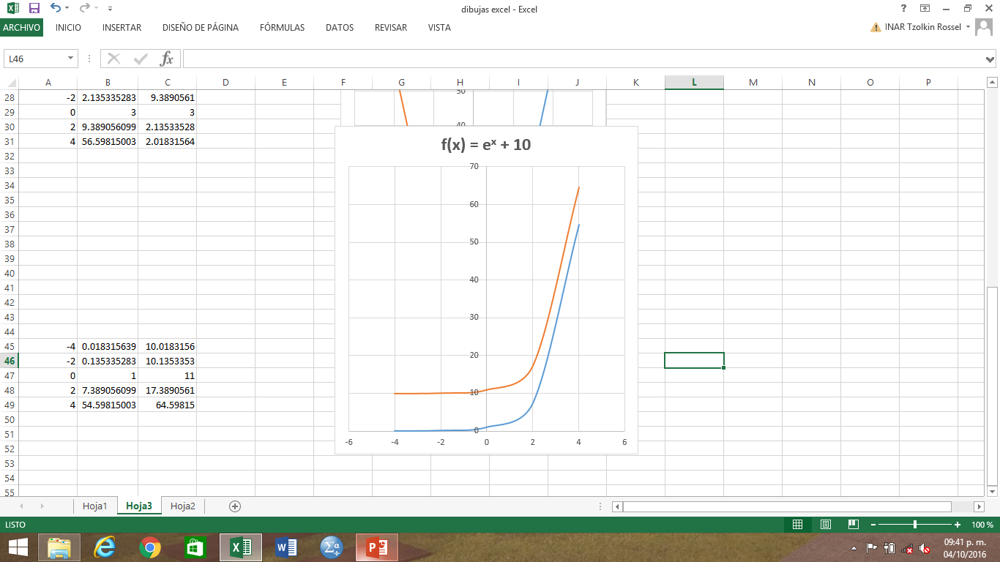 dibujas excel - Excel
?
ARCHIVO INICIO INSERTAR DISEÑO DE PÁGINA FÓRMULAS DATOS REVISAR VISTA INAR Tzolkin Rossel
L46 fx
A B C D E F G H I J K L M N O P
28 -2 2.135335283 9.3890561
29 0 3 3
30 2 9.389056099 2.13533528
31 4 56.59815003 2.01831564
32
33
34
35
36
37
38
39
40
41
42
43
44
45 -4 0.018315639 10.0183156
46 -2 0.135335283 10.1353353
47 0 1 11
48 2 7.389056099 17.3890561
49 4 54.59815003 64.59815
50
51
52
53
54
55
50
40
f(x) = eˣ + 10
70
60
50
40
30
20
10
0
-6 -4 -2 0 2 4 6
Hoja1 Hoja3 Hoja2
LISTO 100 %
09:41 p. m.
04/10/2016